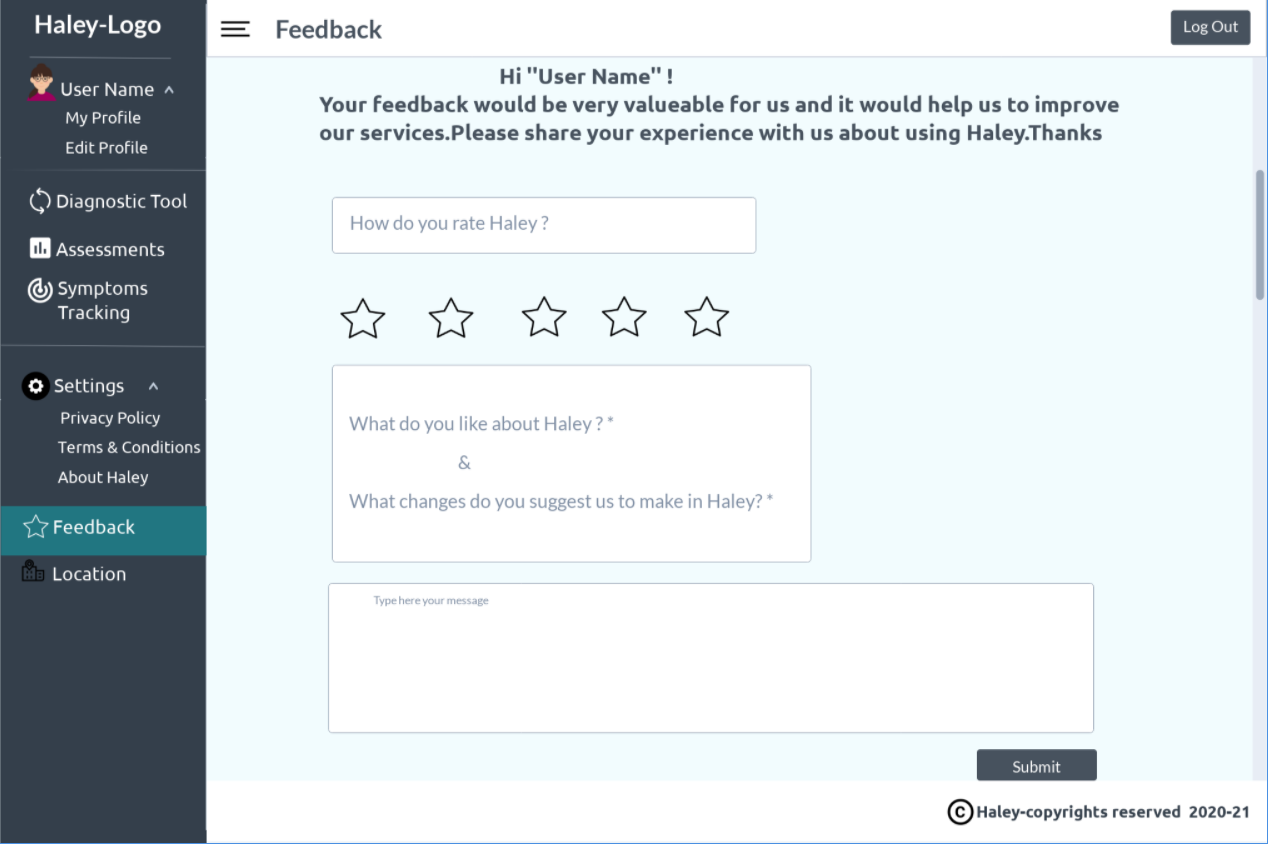 Haley-Logo
User Name ^
My Profile
Edit Profile
Diagnostic Tool
Assessments
Symptoms
Tracking
Settings ^
Privacy Policy
Terms & Conditions
About Haley
Feedback
Location
Feedback
Log Out
Hi "User Name" !
Your feedback would be very valueable for us and it would help us to improve
our services.Please share your experience with us about using Haley.Thanks
How do you rate Haley ?
What do you like about Haley ? *
&
What changes do you suggest us to make in Haley? *
Type here your message
Submit
© Haley-copyrights reserved 2020-21